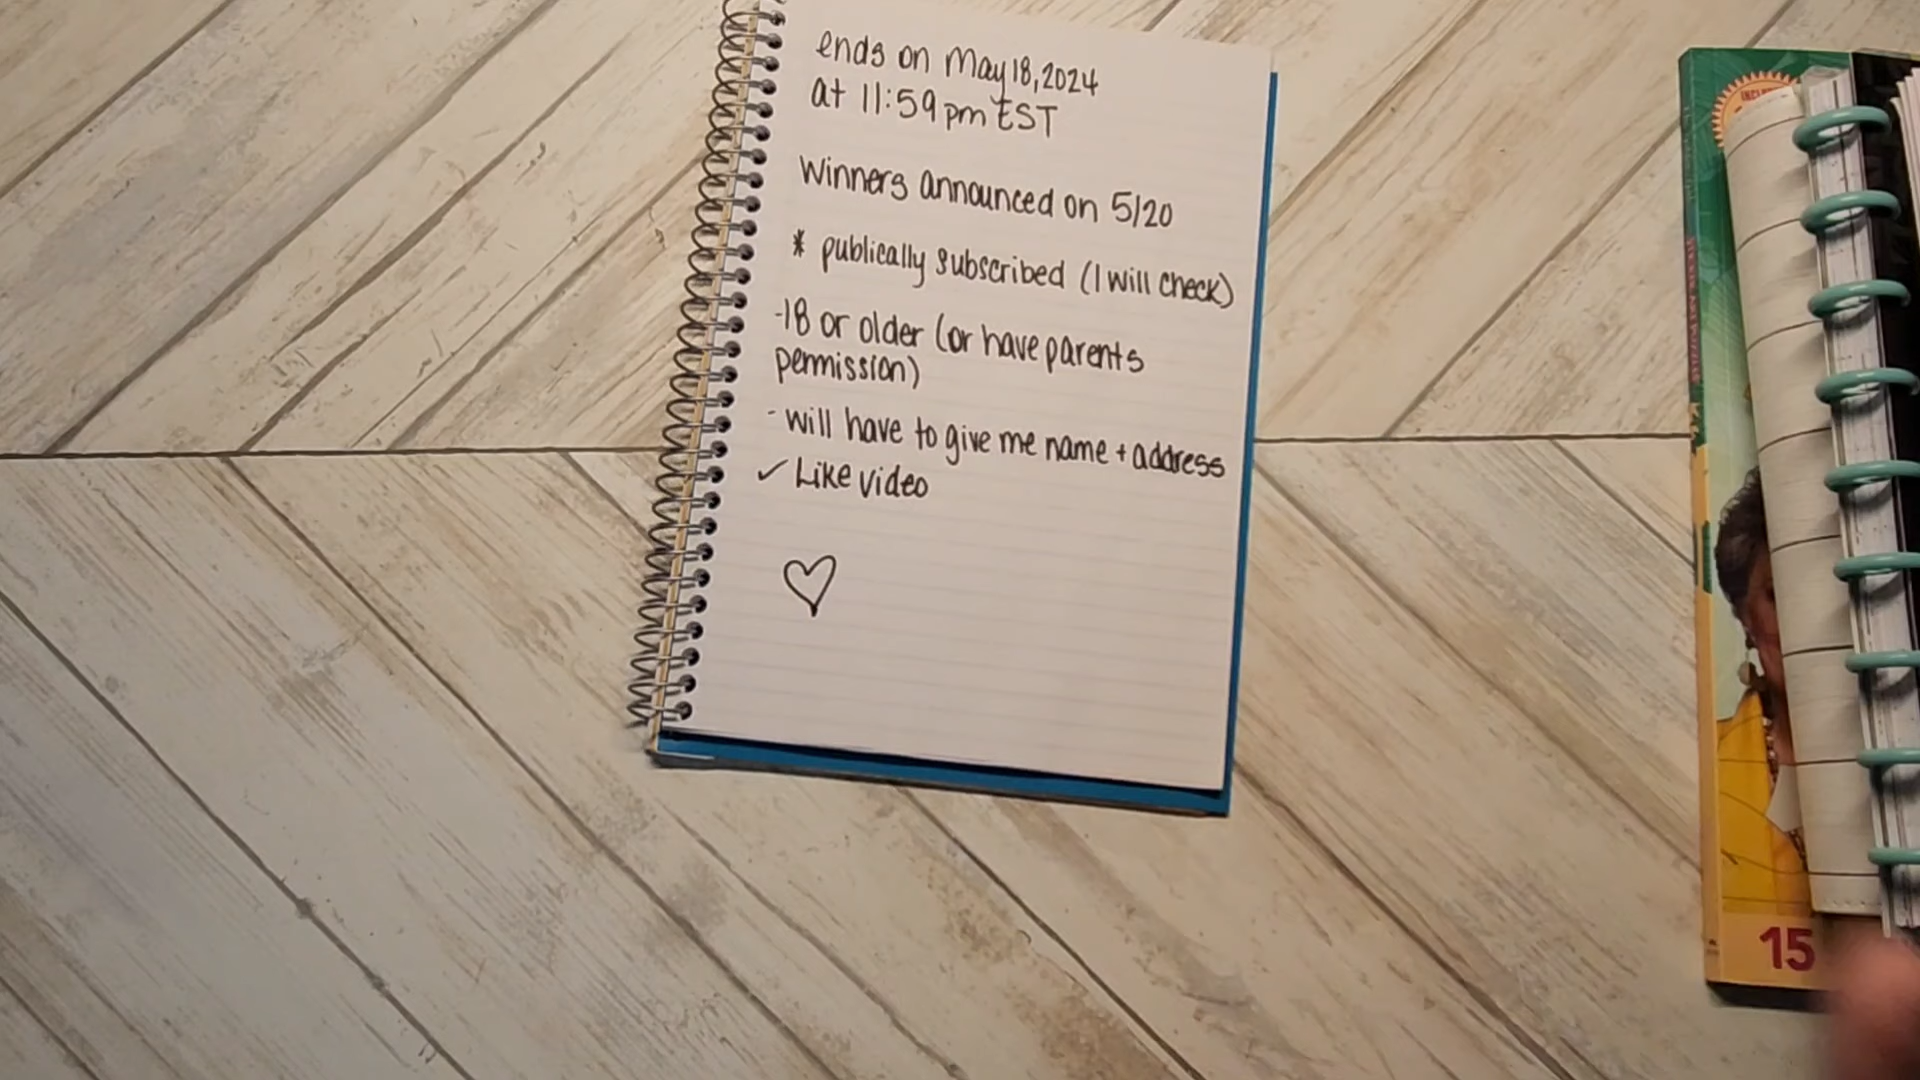 ends on May 18, 2024
at 11:59 pm EST
Winners announced on 5/20
* publically subscribed (I will check)
-18 or older (or have parents
permission)
- will have to give me name + address
✓ Like video
15